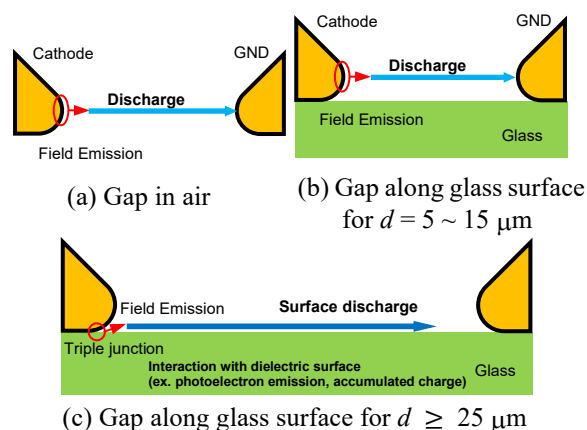 Cathode
GND
Discharge
Field Emission
(a) Gap in air
Cathode
GND
Discharge
Field Emission
Glass
(b) Gap along glass surface
for d = 5 ~ 15 μm
Field Emission
Surface discharge
Triple junction
Interaction with dielectric surface
(ex. photoelectron emission, accumulated charge)
Glass
(c) Gap along glass surface for d ≥ 25 μm